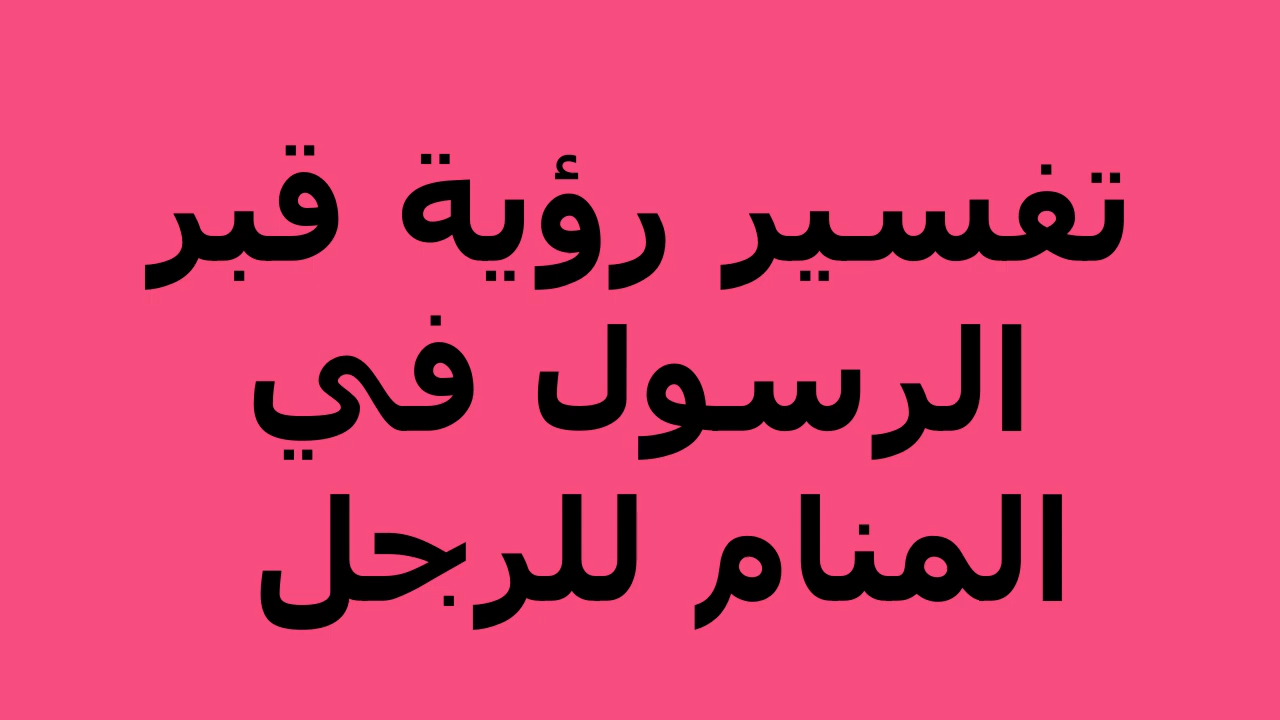 تفسير رؤية قبر
الرسول في
المنام للرجل